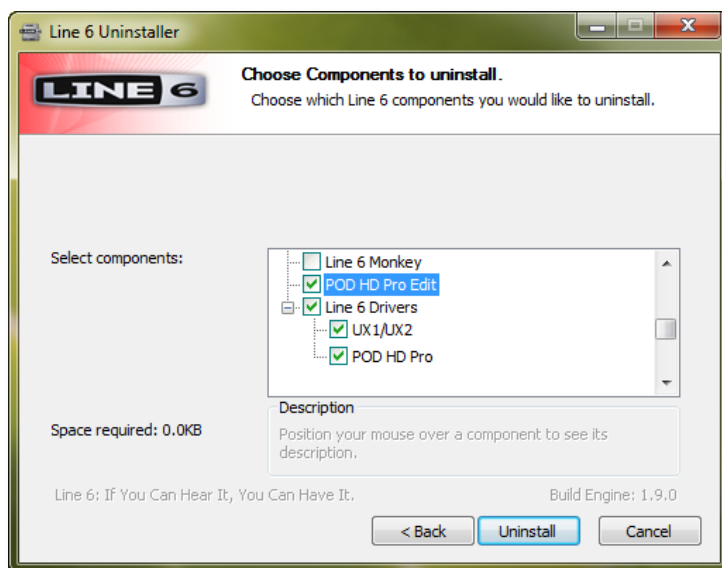 Line 6 Uninstaller
LINE 6
Choose Components to uninstall.
Choose which Line 6 components you would like to uninstall.
Select components:
Line 6 Monkey
POD HD Pro Edit
Line 6 Drivers
UX1/UX2
POD HD Pro
Space required: 0.0KB
Description
Position your mouse over a component to see its
description.
Line 6: If You Can Hear It, You Can Have It.
Build Engine: 1.9.0
< Back
Uninstall
Cancel